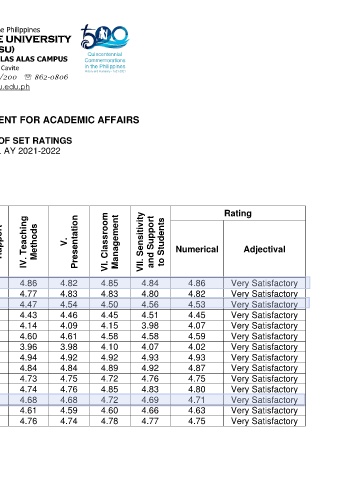 he Philippines
E UNIVERSITY
SU)
LAS ALAS CAMPUS
Cavite
/200 ☏ 862-0806
u.edu.ph
500
Quincentennial
Commemorations
in the Philippines
ENT FOR ACADEMIC AFFAIRS
OF SET RATINGS
AY 2021-2022
IV. Teaching Methods
V. Presentation
VI. Classroom Management
VII. Sensitivity and Support to Students
Rating
Numerical Adjectival
4.86 4.82 4.85 4.84 4.86 Very Satisfactory
4.77 4.83 4.83 4.80 4.82 Very Satisfactory
4.47 4.54 4.50 4.56 4.53 Very Satisfactory
4.43 4.46 4.45 4.51 4.45 Very Satisfactory
4.14 4.09 4.15 3.98 4.07 Very Satisfactory
4.60 4.61 4.58 4.58 4.59 Very Satisfactory
3.96 3.98 4.10 4.07 4.02 Very Satisfactory
4.94 4.92 4.92 4.93 4.93 Very Satisfactory
4.84 4.84 4.89 4.92 4.87 Very Satisfactory
4.73 4.75 4.72 4.76 4.75 Very Satisfactory
4.74 4.76 4.85 4.83 4.80 Very Satisfactory
4.68 4.68 4.72 4.69 4.71 Very Satisfactory
4.61 4.59 4.60 4.66 4.63 Very Satisfactory
4.76 4.74 4.78 4.77 4.75 Very Satisfactory